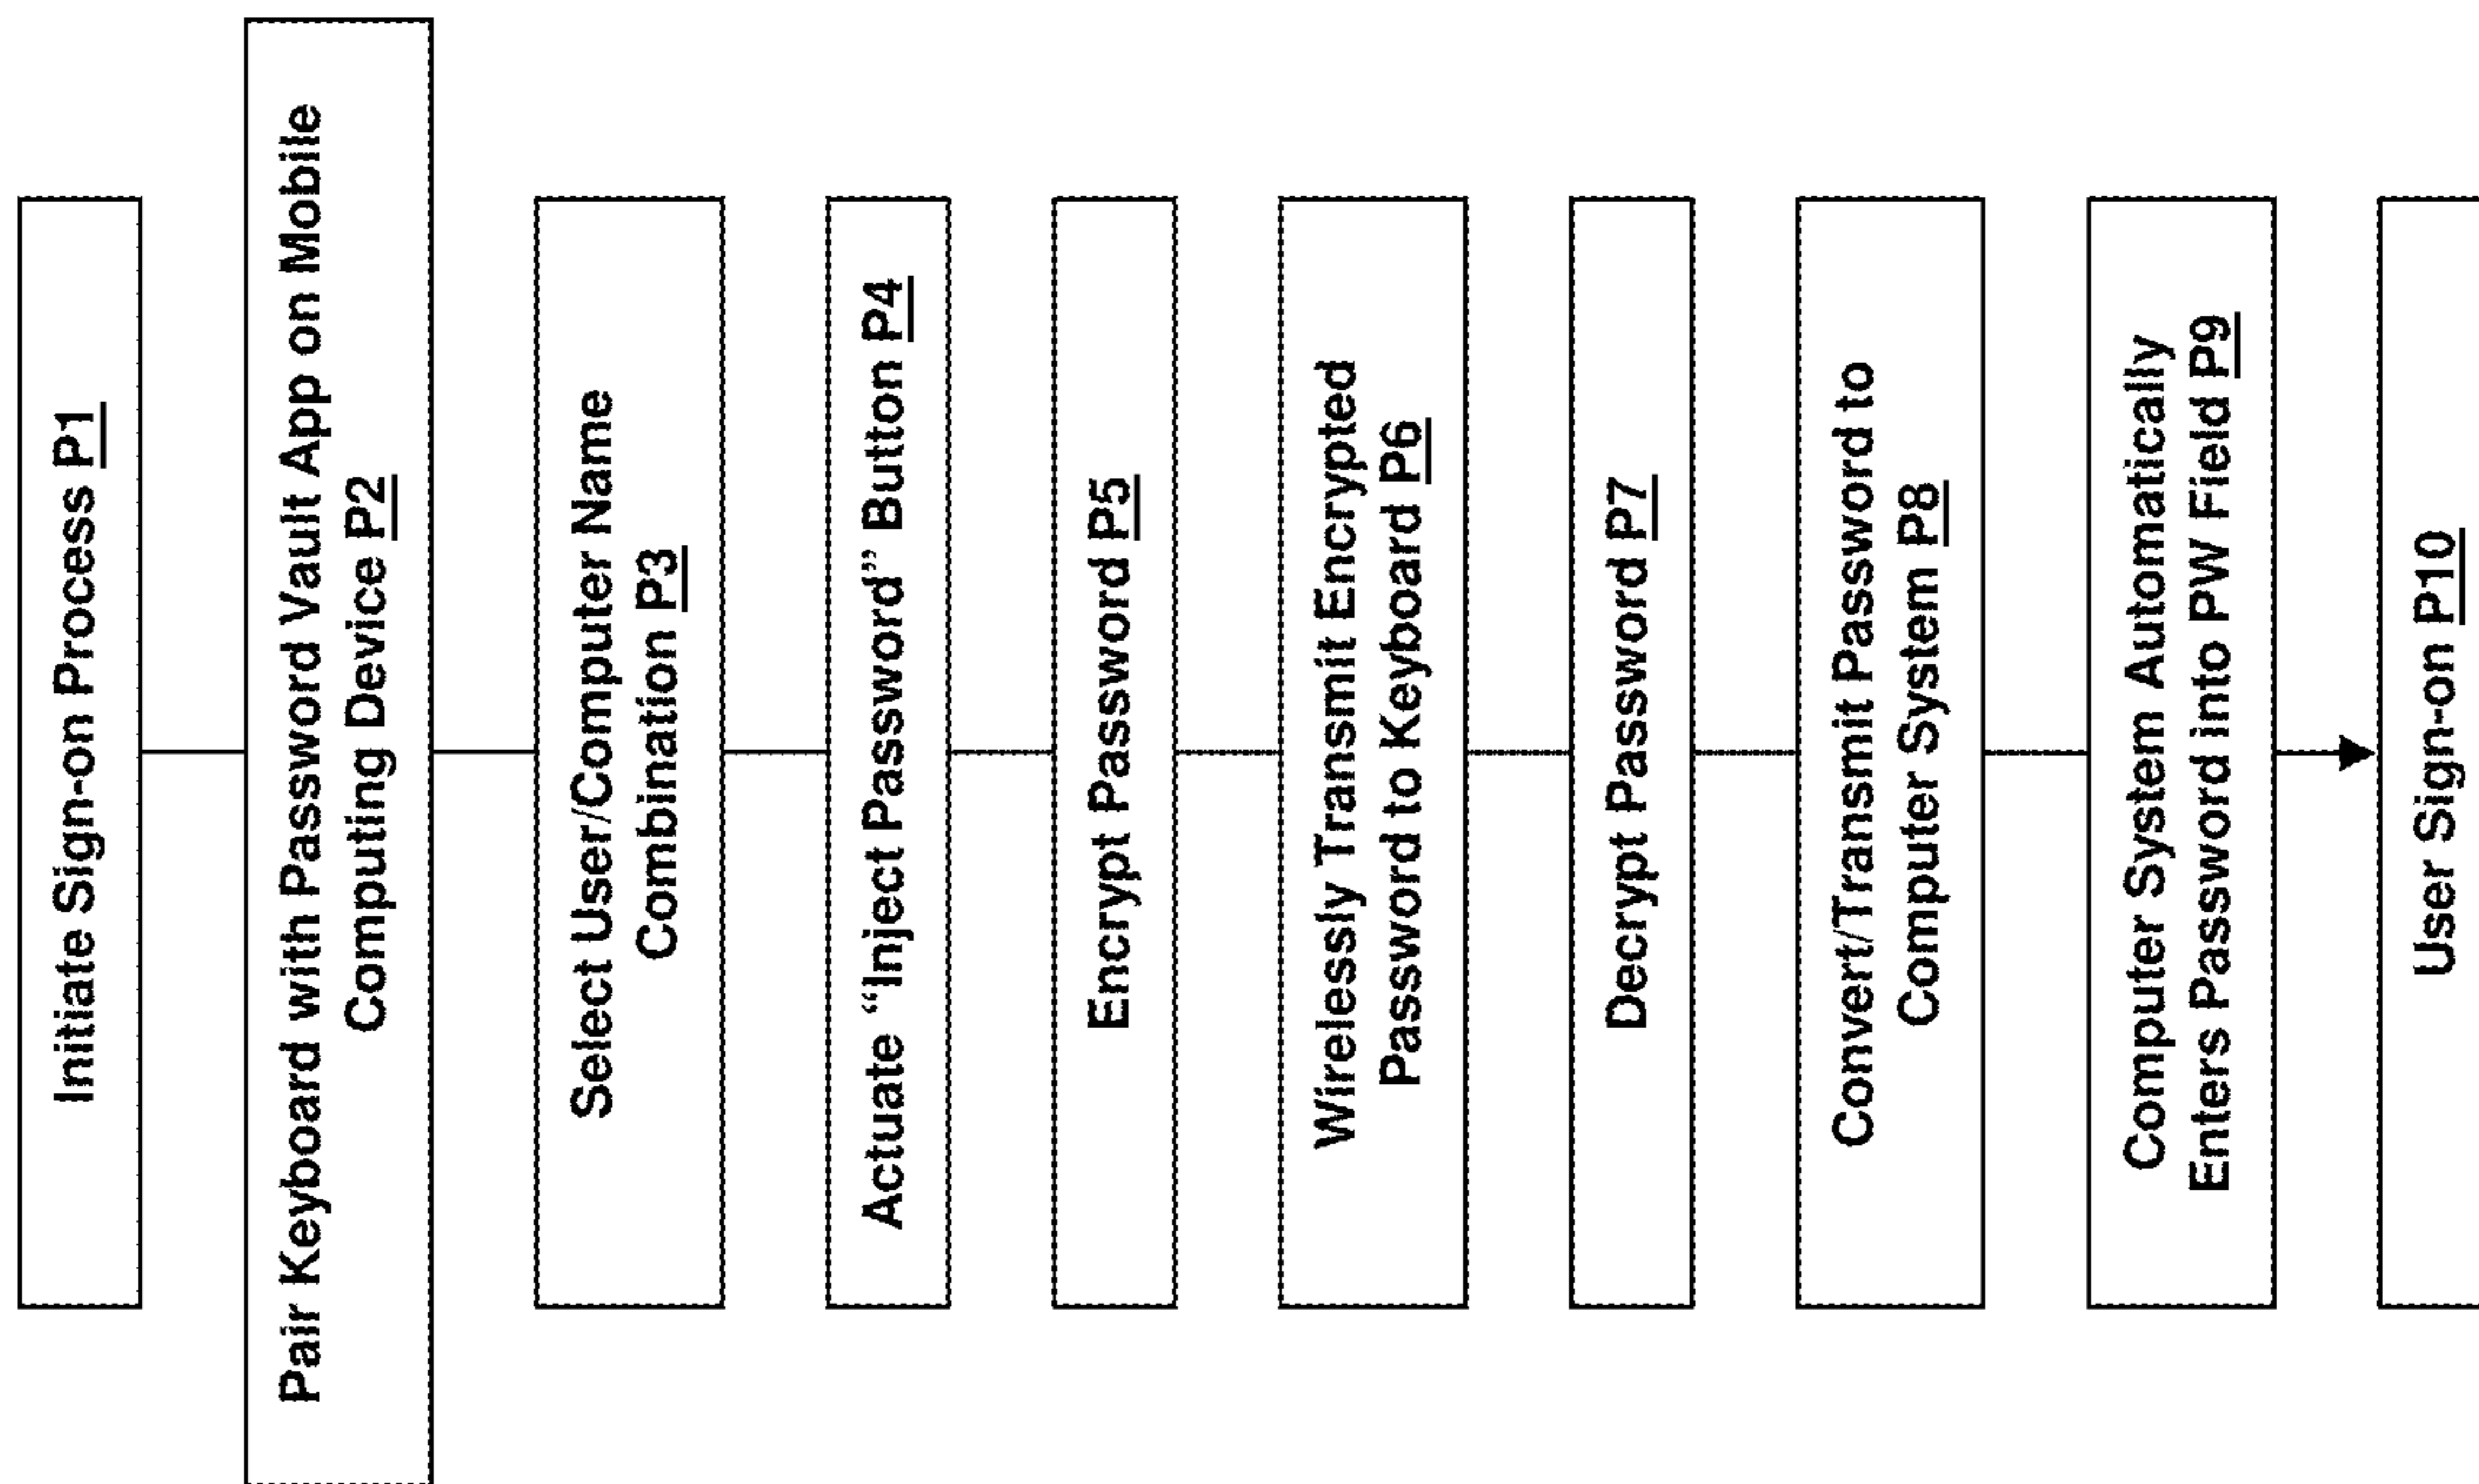 Initiate Sign-on Process P1
Pair Keyboard with Password Vault App on Mobile
Computing Device P2
Select User/Computer Name
Combination P3
Actuate “Inject Password” Button P4
Encrypt Password P5
Wirelessly Transmit Encrypted
Password to Keyboard P6
Decrypt Password P7
Convert/Transmit Password to
Computer System P8
Computer System Automatically
Enters Password into PW Field P9
User Sign-on P10